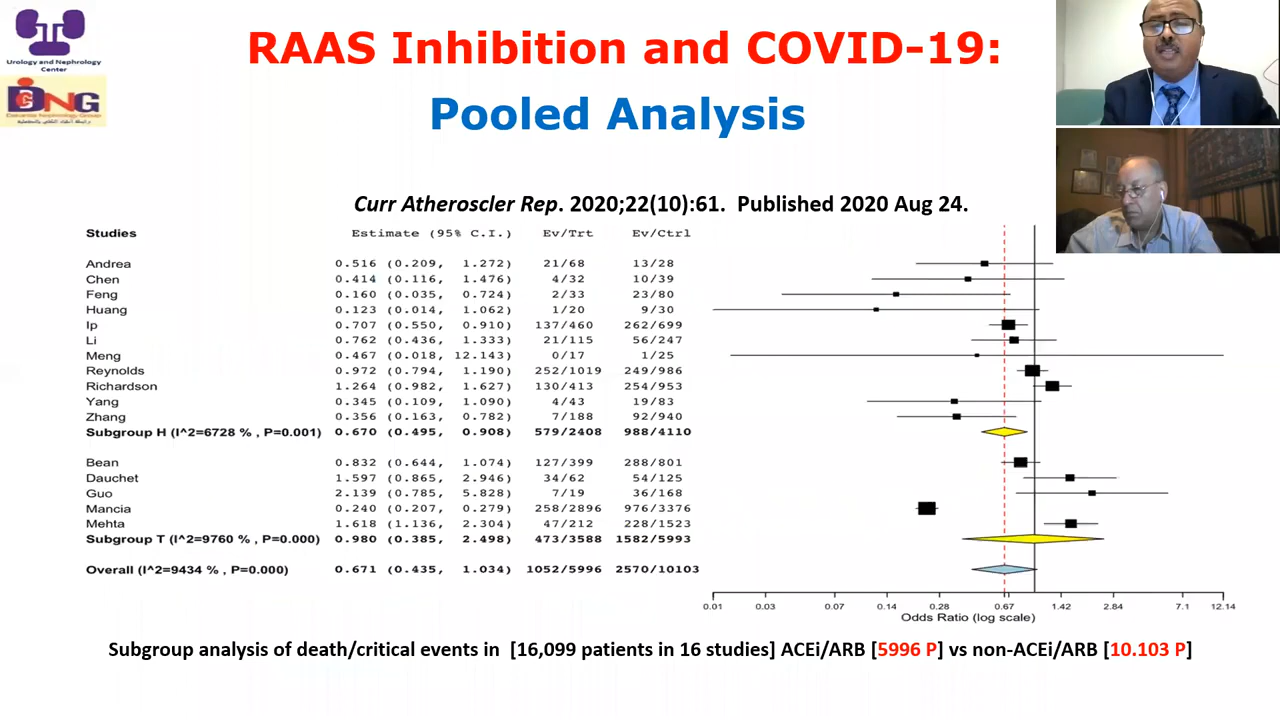 Urology and Nephrology
Center
DNG
Dakahlia Nephrology Group
RAAS Inhibition and COVID-19:
Pooled Analysis
Curr Atheroscler Rep. 2020;22(10):61. Published 2020 Aug 24.
Studies Estimate (95% C.I.) Ev/Trt Ev/Ctrl
Andrea 0.516 (0.209, 1.272) 21/68 13/28
Chen 0.414 (0.116, 1.476) 4/32 10/39
Feng 0.160 (0.035, 0.724) 2/33 23/80
Huang 0.123 (0.014, 1.062) 1/20 9/30
Ip 0.707 (0.550, 0.910) 137/460 262/699
Li 0.762 (0.436, 1.333) 21/115 56/247
Meng 0.467 (0.018, 12.143) 0/17 1/25
Reynolds 0.972 (0.794, 1.190) 252/1019 249/986
Richardson 1.264 (0.982, 1.627) 130/413 254/953
Yang 0.345 (0.109, 1.090) 4/43 19/83
Zhang 0.356 (0.163, 0.782) 7/188 92/940
Subgroup H (I^2=6728 % , P=0.001) 0.670 (0.495, 0.908) 579/2408 988/4110
Bean 0.832 (0.644, 1.074) 127/399 288/801
Dauchet 1.597 (0.865, 2.946) 34/62 54/125
Guo 2.139 (0.785, 5.828) 7/19 36/168
Mancia 0.240 (0.207, 0.279) 258/2896 976/3376
Mehta 1.618 (1.136, 2.304) 47/212 228/1523
Subgroup T (I^2=9760 % , P=0.000) 0.980 (0.385, 2.498) 473/3588 1582/5993
Overall (I^2=9434 % , P=0.000) 0.671 (0.435, 1.034) 1052/5996 2570/10103
0.01 0.03 0.07 0.14 0.28 0.67 1.42 2.84 7.1 12.14
Odds Ratio (log scale)
Subgroup analysis of death/critical events in [16,099 patients in 16 studies] ACEi/ARB [5996 P] vs non-ACEi/ARB [10.103 P]